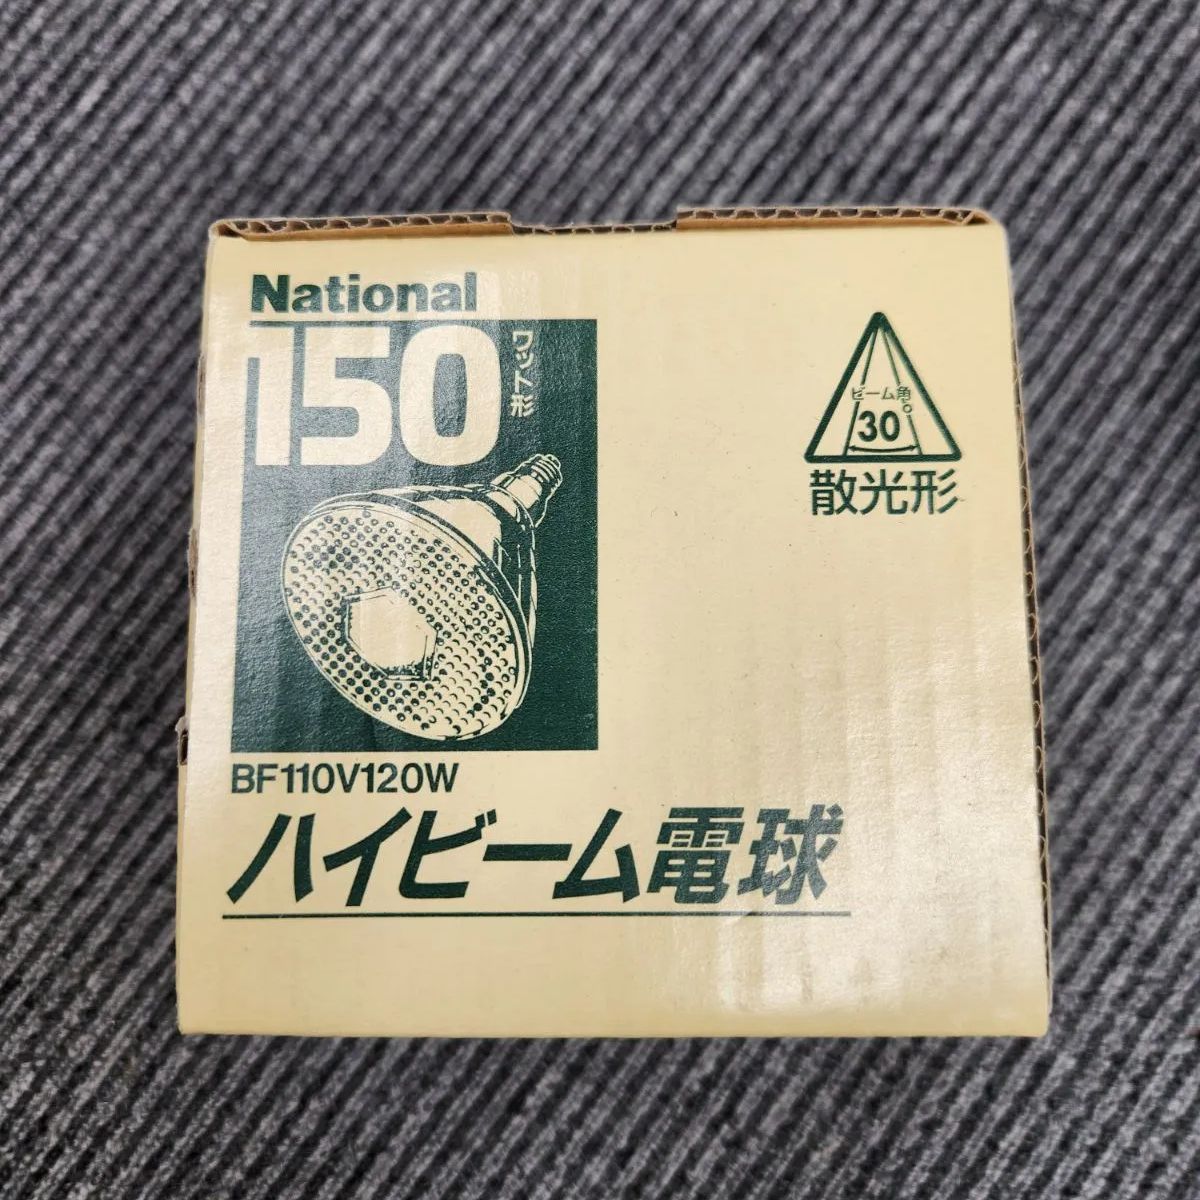 National
150
ワット形
ビーム角
30°
散光形
BF110V120W
ハイビーム電球